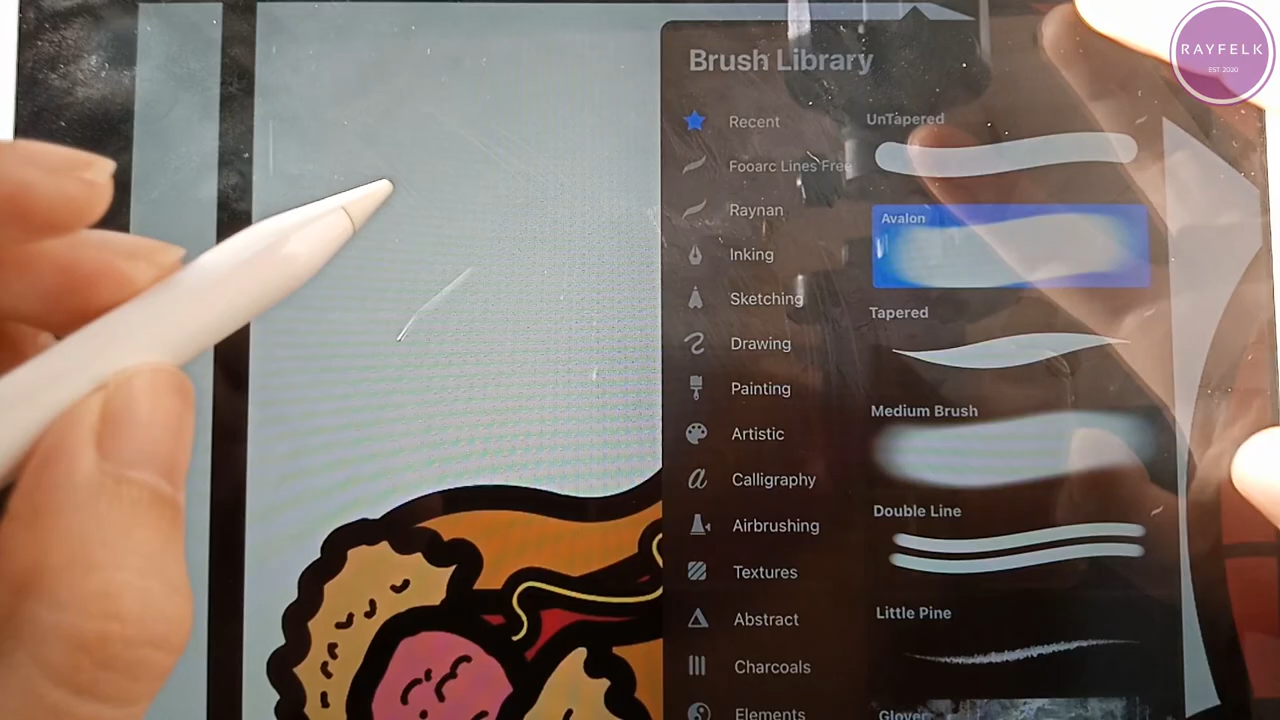 RAYFELK
EST. 2020
Brush Library
Recent
Fooarc Lines Free
Raynan
Inking
Sketching
Drawing
Painting
Artistic
Calligraphy
Airbrushing
Textures
Abstract
Charcoals
Elements
UnTapered
Avalon
Tapered
Medium Brush
Double Line
Little Pine
Glover